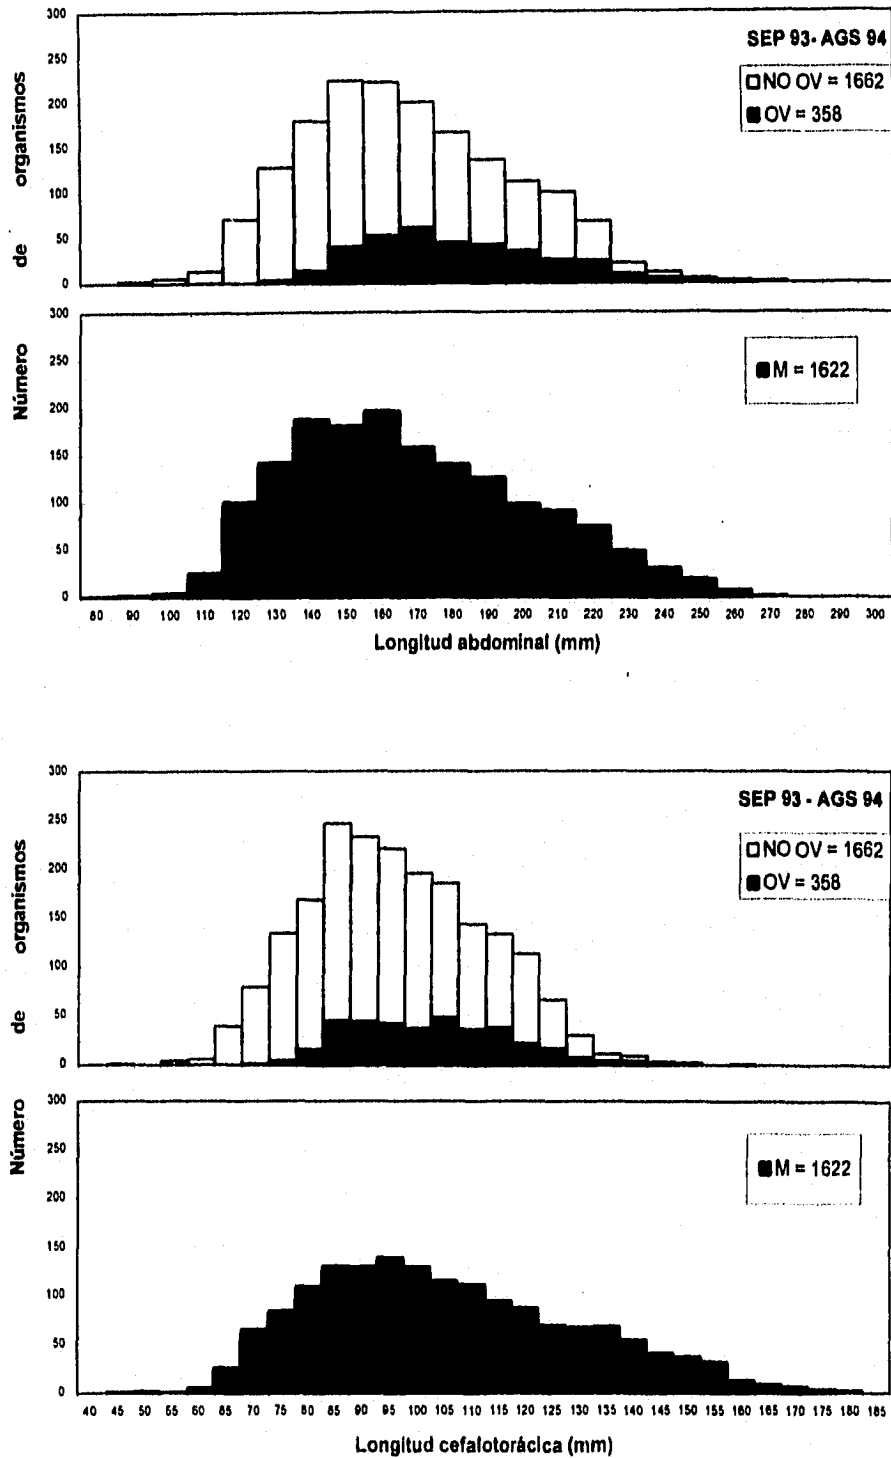 300
SEP 93- AGS 94
250
NO OV = 1662
OV = 358
200
150
100
50
0
300
250
M = 1622
200
150
100
50
0
Número de organismos
80 90 100 110 120 130 140 150 160 170 180 190 200 210 220 230 240 250 260 270 280 290 300
Longitud abdominal (mm)
300
SEP 93 - AGS 94
250
NO OV = 1662
OV = 358
200
150
100
50
0
300
250
M = 1622
200
150
100
50
0
Número de organismos
40 45 50 55 60 65 70 75 80 85 90 95 100 105 110 115 120 125 130 135 140 145 150 155 160 165 170 175 180 185
Longitud cefalotorácica (mm)